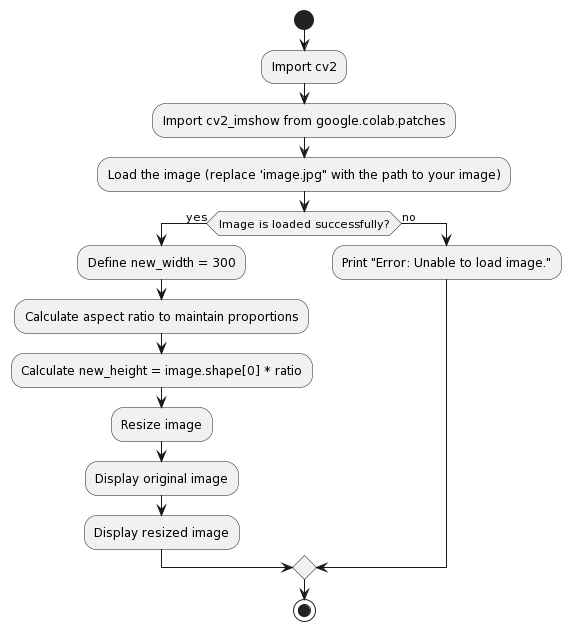 Import cv2
Import cv2_imshow from google.colab.patches
Load the image (replace 'image.jpg" with the path to your image)
yes
Image is loaded successfully?
no
Define new_width = 300
Print "Error: Unable to load image."
Calculate aspect ratio to maintain proportions
Calculate new_height = image.shape[0] * ratio
Resize image
Display original image
Display resized image